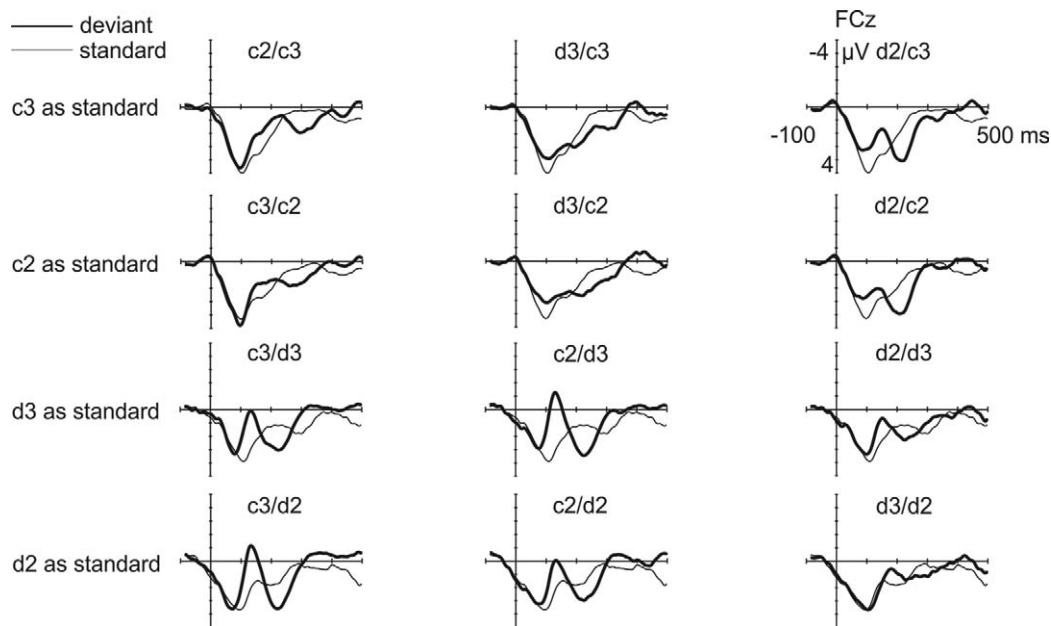 deviant
standard
FCz
c2/c3
d3/c3
-4
µV d2/c3
c3 as standard
-100
500 ms
4
c3/c2
d3/c2
d2/c2
c2 as standard
c3/d3
c2/d3
d2/d3
d3 as standard
c3/d2
c2/d2
d3/d2
d2 as standard